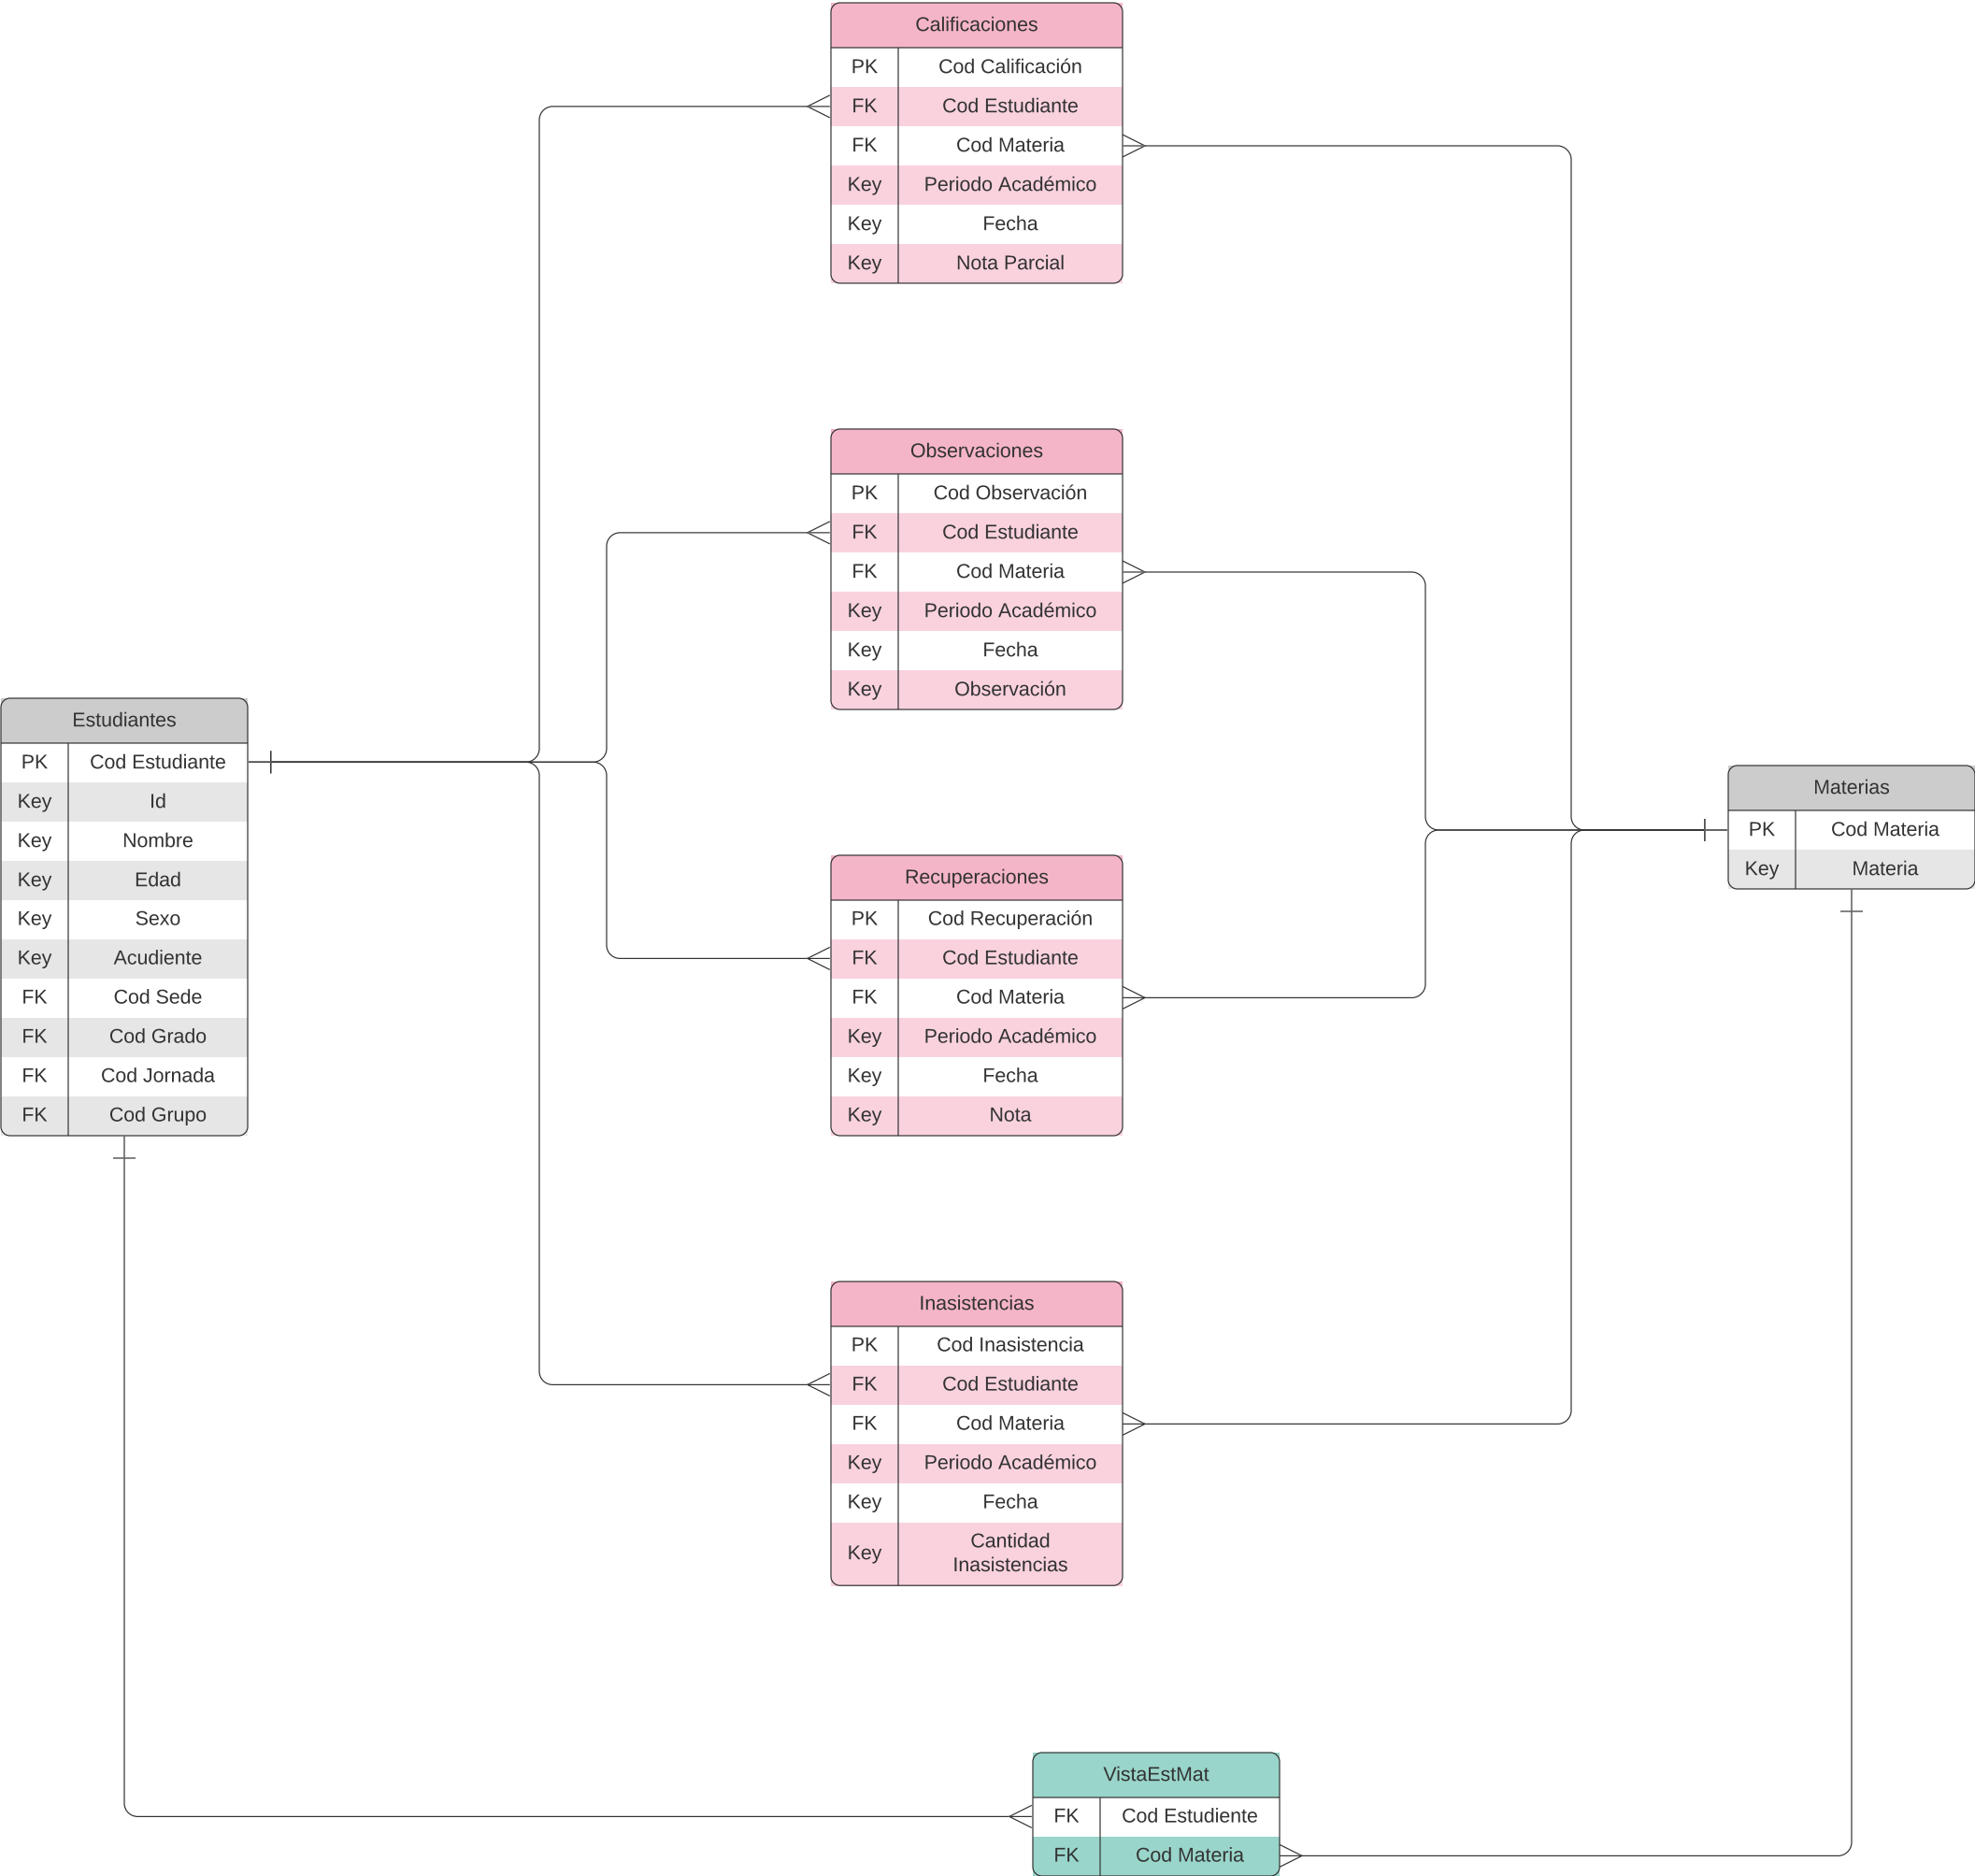 Calificaciones
PK Cod Calificación
FK Cod Estudiante
FK Cod Materia
Key Periodo Académico
Key Fecha
Key Nota Parcial
Observaciones
PK Cod Observación
FK Cod Estudiante
FK Cod Materia
Key Periodo Académico
Key Fecha
Key Observación
Estudiantes
PK Cod Estudiante
Key Id
Key Nombre
Key Edad
Key Sexo
Key Acudiente
FK Cod Sede
FK Cod Grado
FK Cod Jornada
FK Cod Grupo
Materias
PK Cod Materia
Key Materia
Recuperaciones
PK Cod Recuperación
FK Cod Estudiante
FK Cod Materia
Key Periodo Académico
Key Fecha
Key Nota
Inasistencias
PK Cod Inasistencia
FK Cod Estudiante
FK Cod Materia
Key Periodo Académico
Key Fecha
Key Cantidad
Inasistencias
VistaEstMat
FK Cod Estudiente
FK Cod Materia